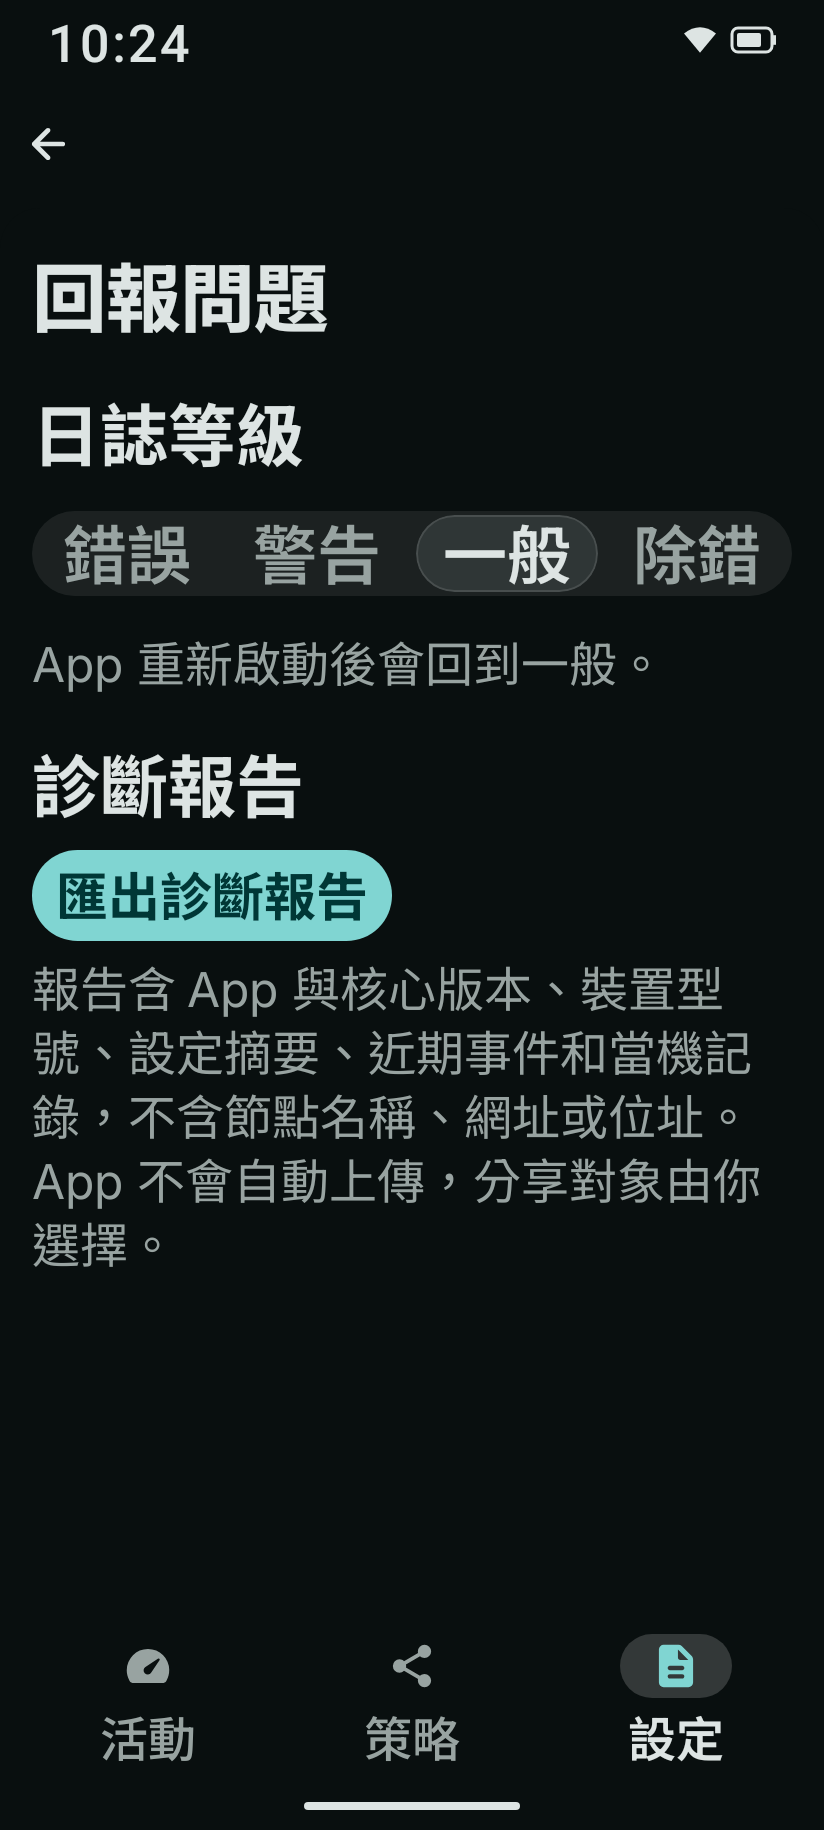 10:24
回報問題
日誌等級
錯誤 警告 一般 除錯
App 重新啟動後會回到一般。
診斷報告
匯出診斷報告
報告含 App 與核心版本、裝置型
號、設定摘要、近期事件和當機記
錄，不含節點名稱、網址或位址。
App 不會自動上傳，分享對象由你
選擇。
活動 策略 設定